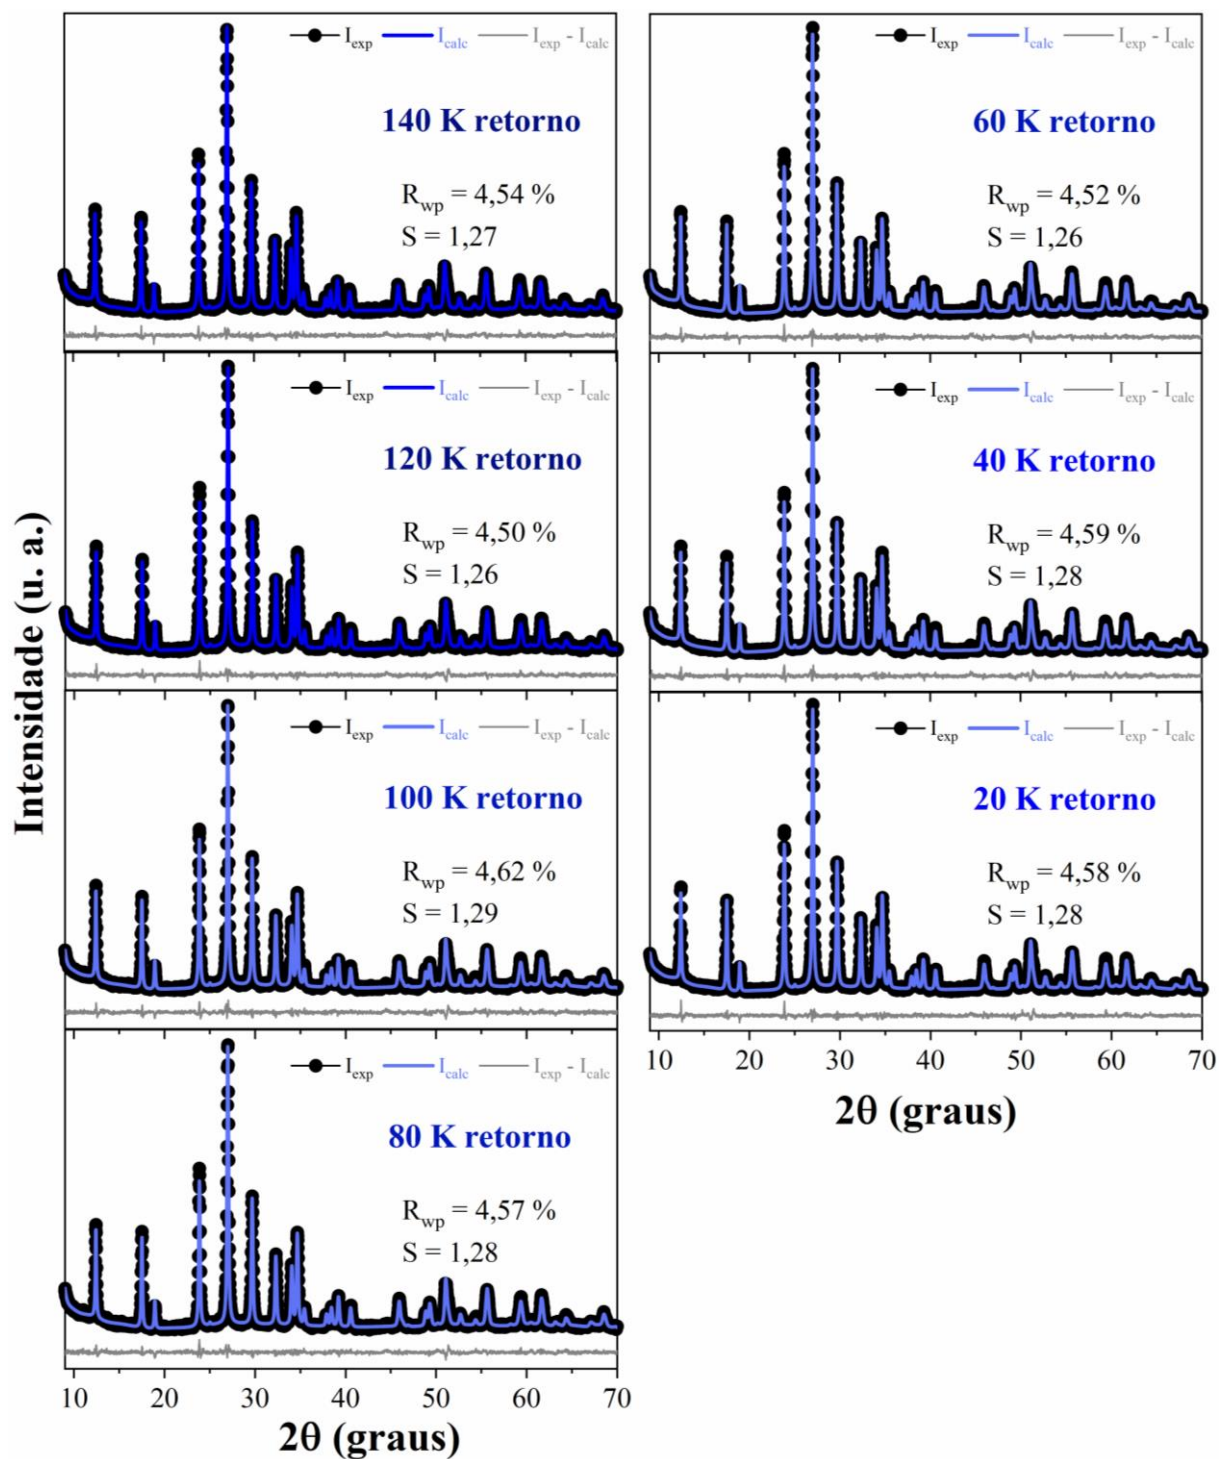 Intensidade (u. a.)
I_exp I_calc I_exp - I_calc
140 K retorno
R_wp = 4,54 %
S = 1,27
I_exp I_calc I_exp - I_calc
120 K retorno
R_wp = 4,50 %
S = 1,26
I_exp I_calc I_exp - I_calc
100 K retorno
R_wp = 4,62 %
S = 1,29
I_exp I_calc I_exp - I_calc
80 K retorno
R_wp = 4,57 %
S = 1,28
10 20 30 40 50 60 70
2θ (graus)
I_exp I_calc I_exp - I_calc
60 K retorno
R_wp = 4,52 %
S = 1,26
I_exp I_calc I_exp - I_calc
40 K retorno
R_wp = 4,59 %
S = 1,28
I_exp I_calc I_exp - I_calc
20 K retorno
R_wp = 4,58 %
S = 1,28
10 20 30 40 50 60 70
2θ (graus)